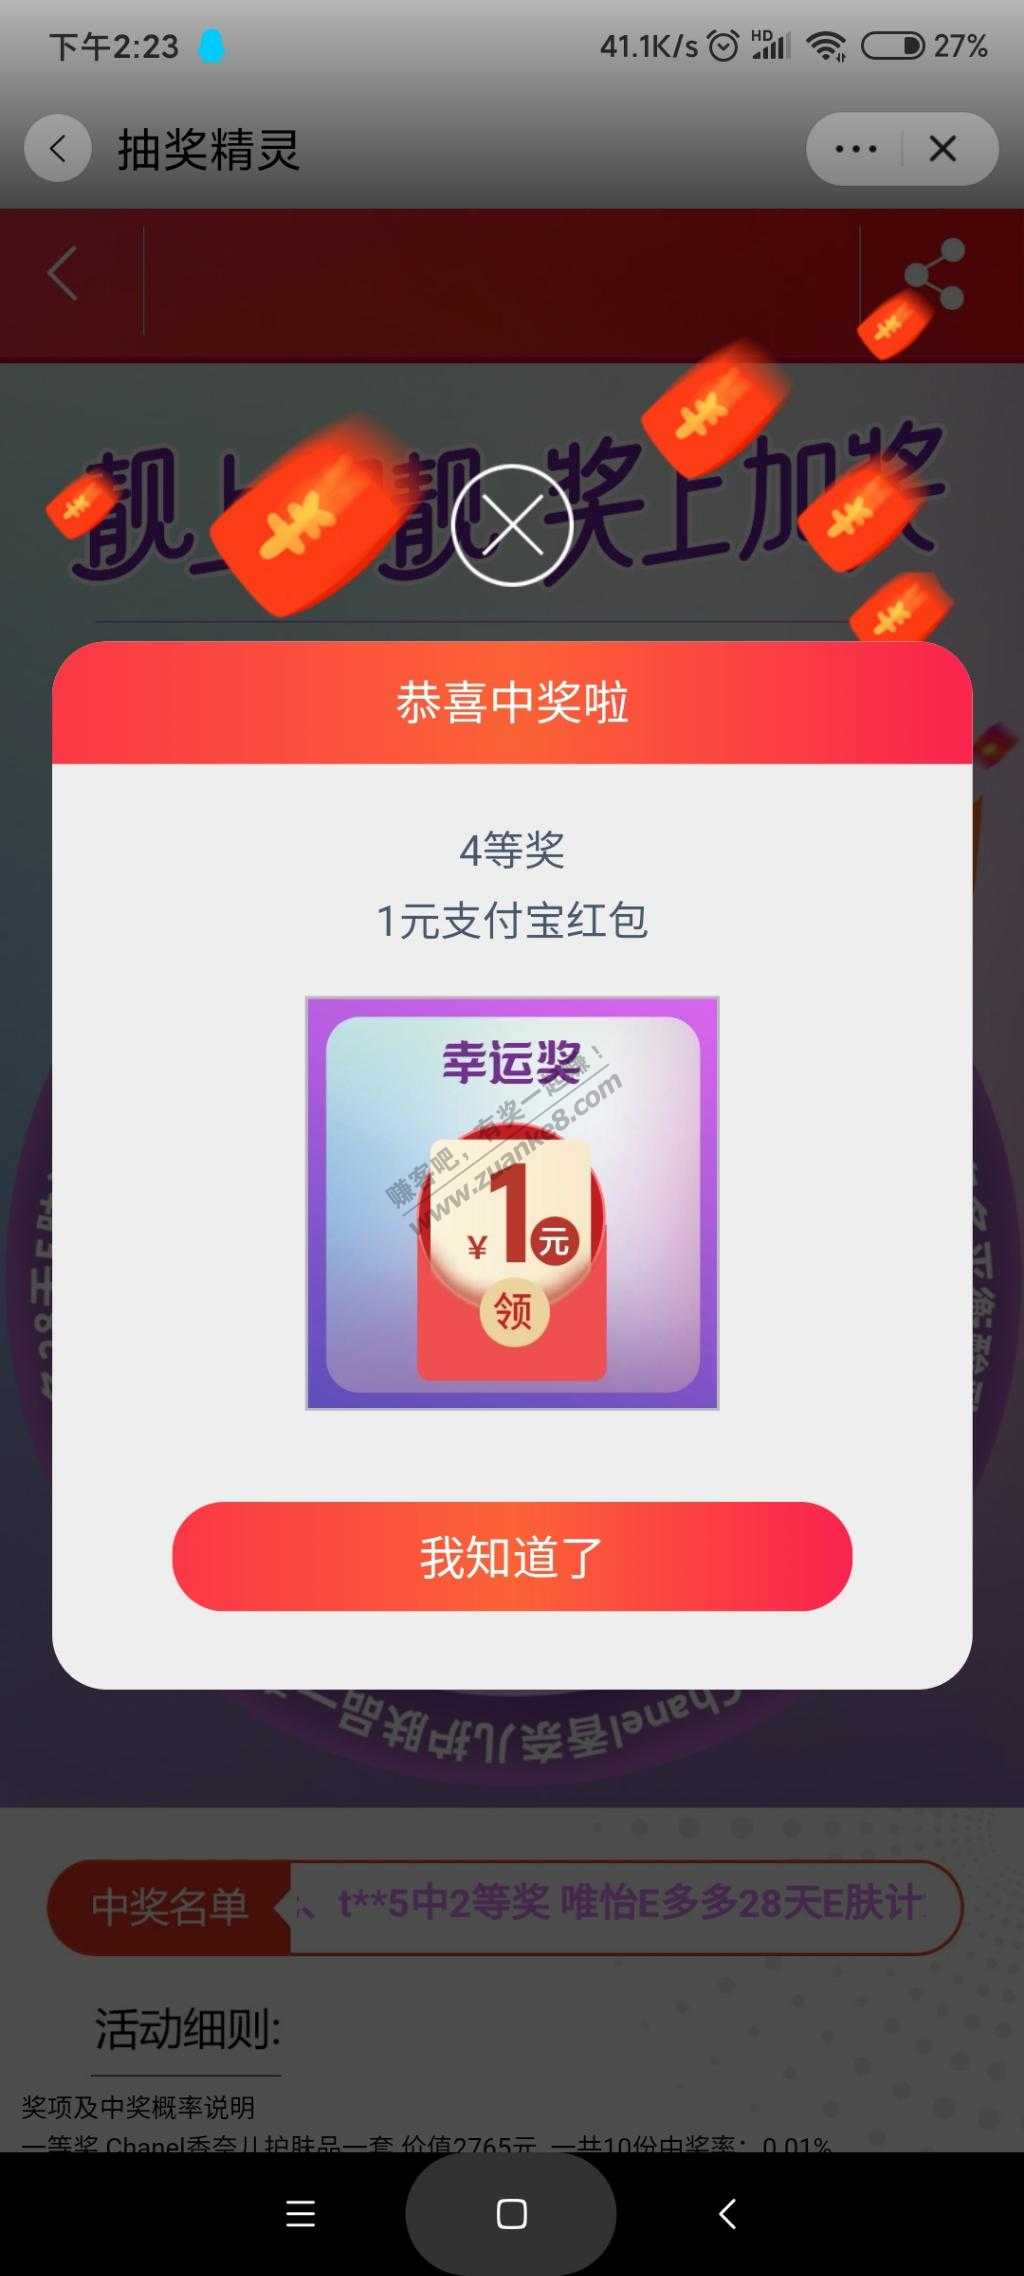 下午2:23
41.1K/s HD 27%
抽奖精灵
靓上 靓 奖上加奖
恭喜中奖啦
4等奖
1元支付宝红包
幸运奖
赚客吧，有奖一起赚！
www.zuanke8.com
¥1元
领
我知道了
Chanel香奈儿护肤品一
中奖名单
、t**5中2等奖 唯怡E多多28天E肤计
活动细则:
奖项及中奖概率说明
一等奖 Chanel香奈儿护肤品一套 价值2765元 一共10份中奖率：0.01%